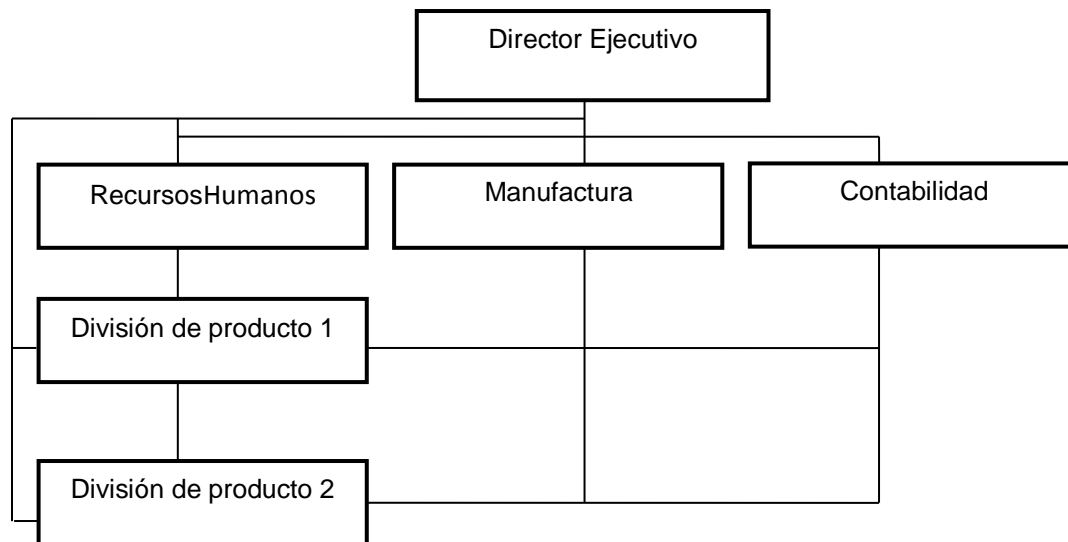 Director Ejecutivo
RecursosHumanos
Manufactura
Contabilidad
División de producto 1
División de producto 2